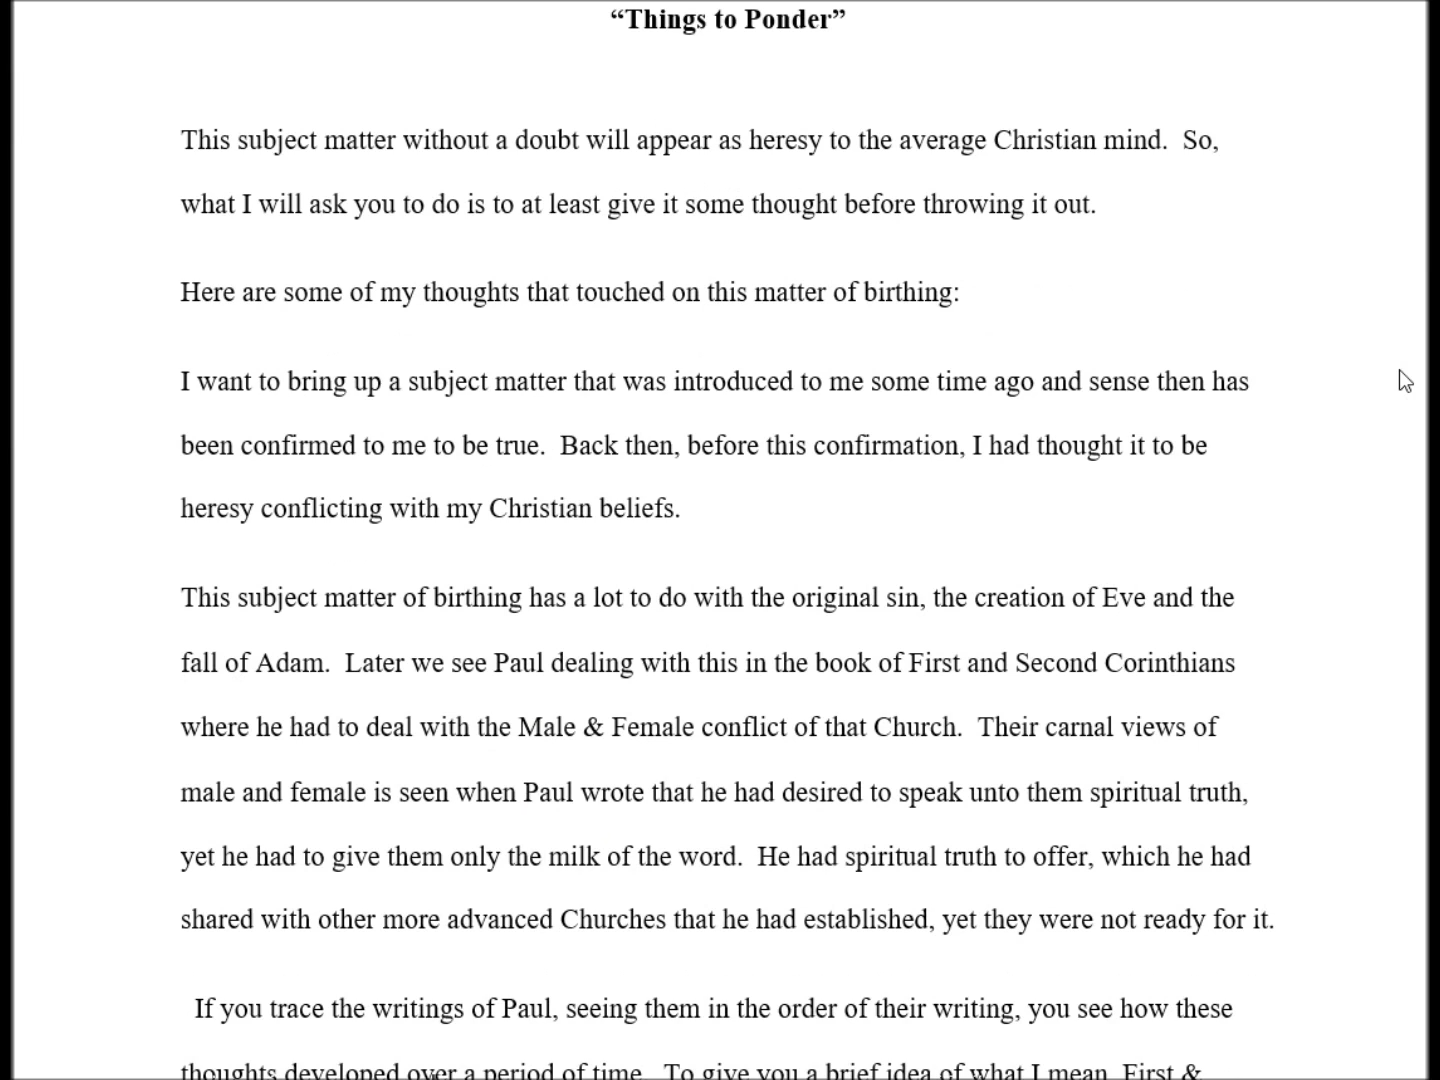 “Things to Ponder”
This subject matter without a doubt will appear as heresy to the average Christian mind.  So,
what I will ask you to do is to at least give it some thought before throwing it out.
Here are some of my thoughts that touched on this matter of birthing:
I want to bring up a subject matter that was introduced to me some time ago and sense then has
been confirmed to me to be true.  Back then, before this confirmation, I had thought it to be
heresy conflicting with my Christian beliefs.
This subject matter of birthing has a lot to do with the original sin, the creation of Eve and the
fall of Adam.  Later we see Paul dealing with this in the book of First and Second Corinthians
where he had to deal with the Male & Female conflict of that Church.  Their carnal views of
male and female is seen when Paul wrote that he had desired to speak unto them spiritual truth,
yet he had to give them only the milk of the word.  He had spiritual truth to offer, which he had
shared with other more advanced Churches that he had established, yet they were not ready for it.
If you trace the writings of Paul, seeing them in the order of their writing, you see how these
thoughts developed over a period of time.  To give you a brief idea of what I mean, First &